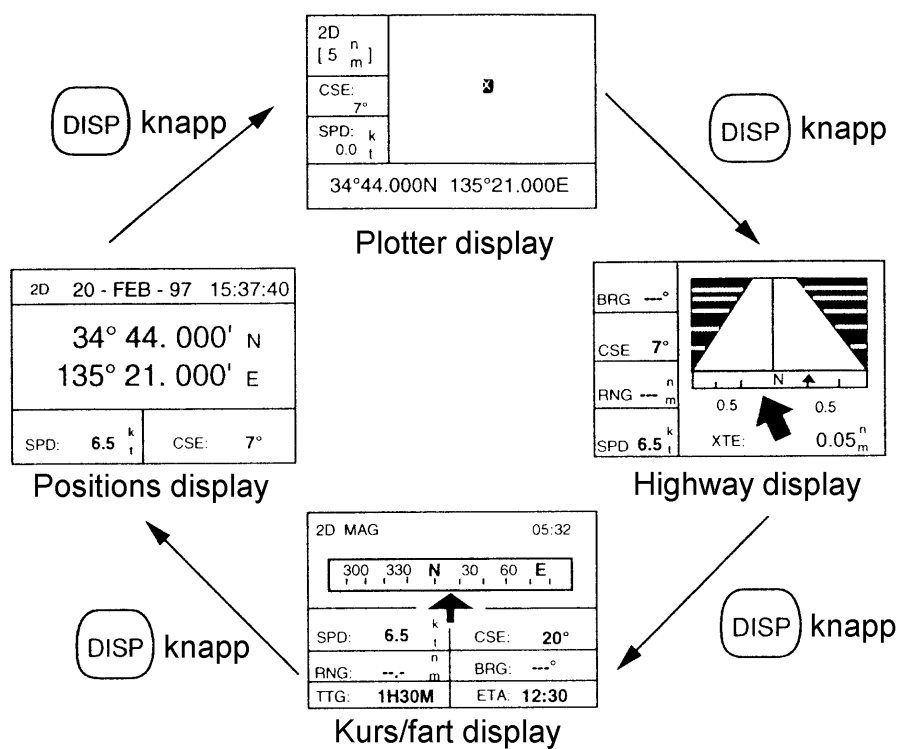 2D
[ 5 n m ]
CSE:
7°
SPD: k t
0.0
X
34°44.000N 135°21.000E
Plotter display
DISP knapp
DISP knapp
2D 20 - FEB - 97 15:37:40
34° 44. 000' N
135° 21. 000' E
SPD: 6.5 k t CSE: 7°
Positions display
BRG ---°
CSE 7°
RNG --- n m
SPD 6.5 k t
N
0.5 0.5
XTE: 0.05 n m
Highway display
2D MAG 05:32
300 330 N 30 60 E
SPD: 6.5 k t CSE: 20°
RNG: --.- n m BRG: ---°
TTG: 1H30M ETA: 12:30
Kurs/fart display
DISP knapp
DISP knapp